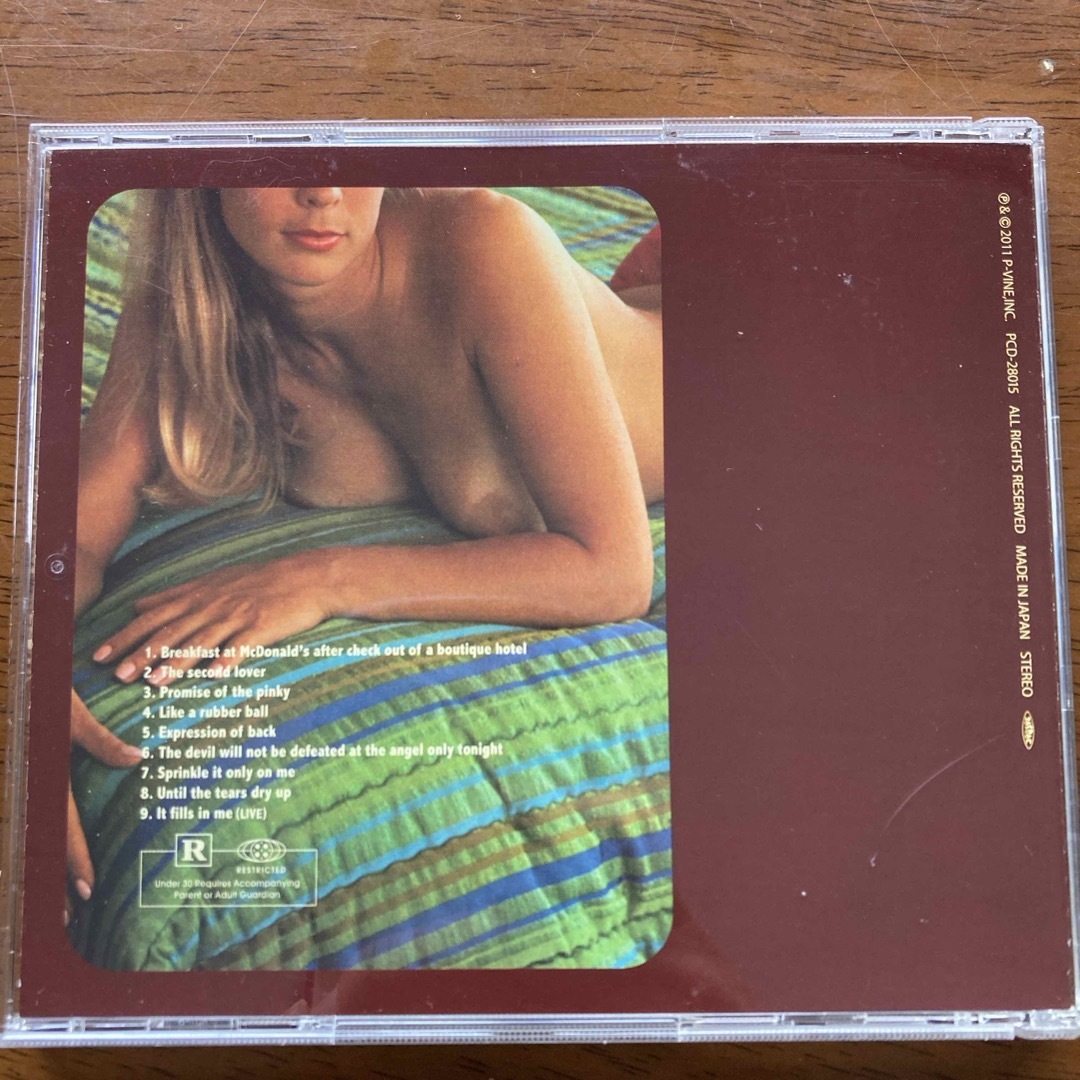 1. Breakfast at McDonald's after check out of a boutique hotel
2. The second lover
3. Promise of the pinky
4. Like a rubber ball
5. Expression of back
6. The devil will not be defeated at the angel only tonight
7. Sprinkle it only on me
8. Until the tears dry up
9. It fills in me (LIVE)
R RESTRICTED
Under 30 Requires Accompanying
Parent or Adult Guardian
℗ & © 2011 P-VINE, INC. PCD-28015 ALL RIGHTS RESERVED MADE IN JAPAN STEREO